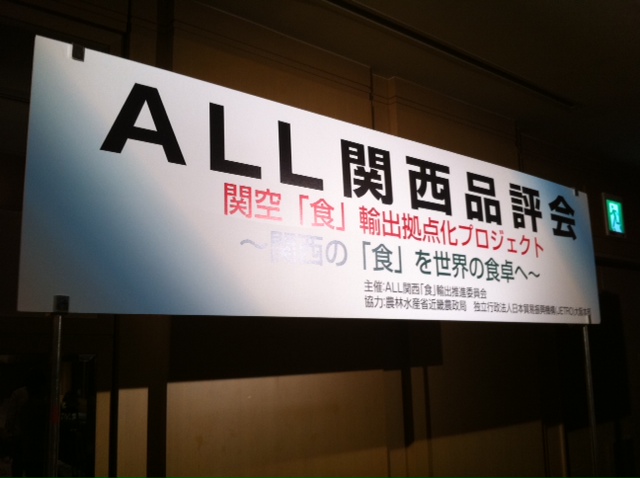 ALL関西品評会
関空「食」輸出拠点化プロジェクト
～関西の「食」を世界の食卓へ～
主催:ALL関西「食」輸出推進委員会
協力:農林水産省近畿農政局 独立行政法人日本貿易振興機構(JETRO)大阪本部